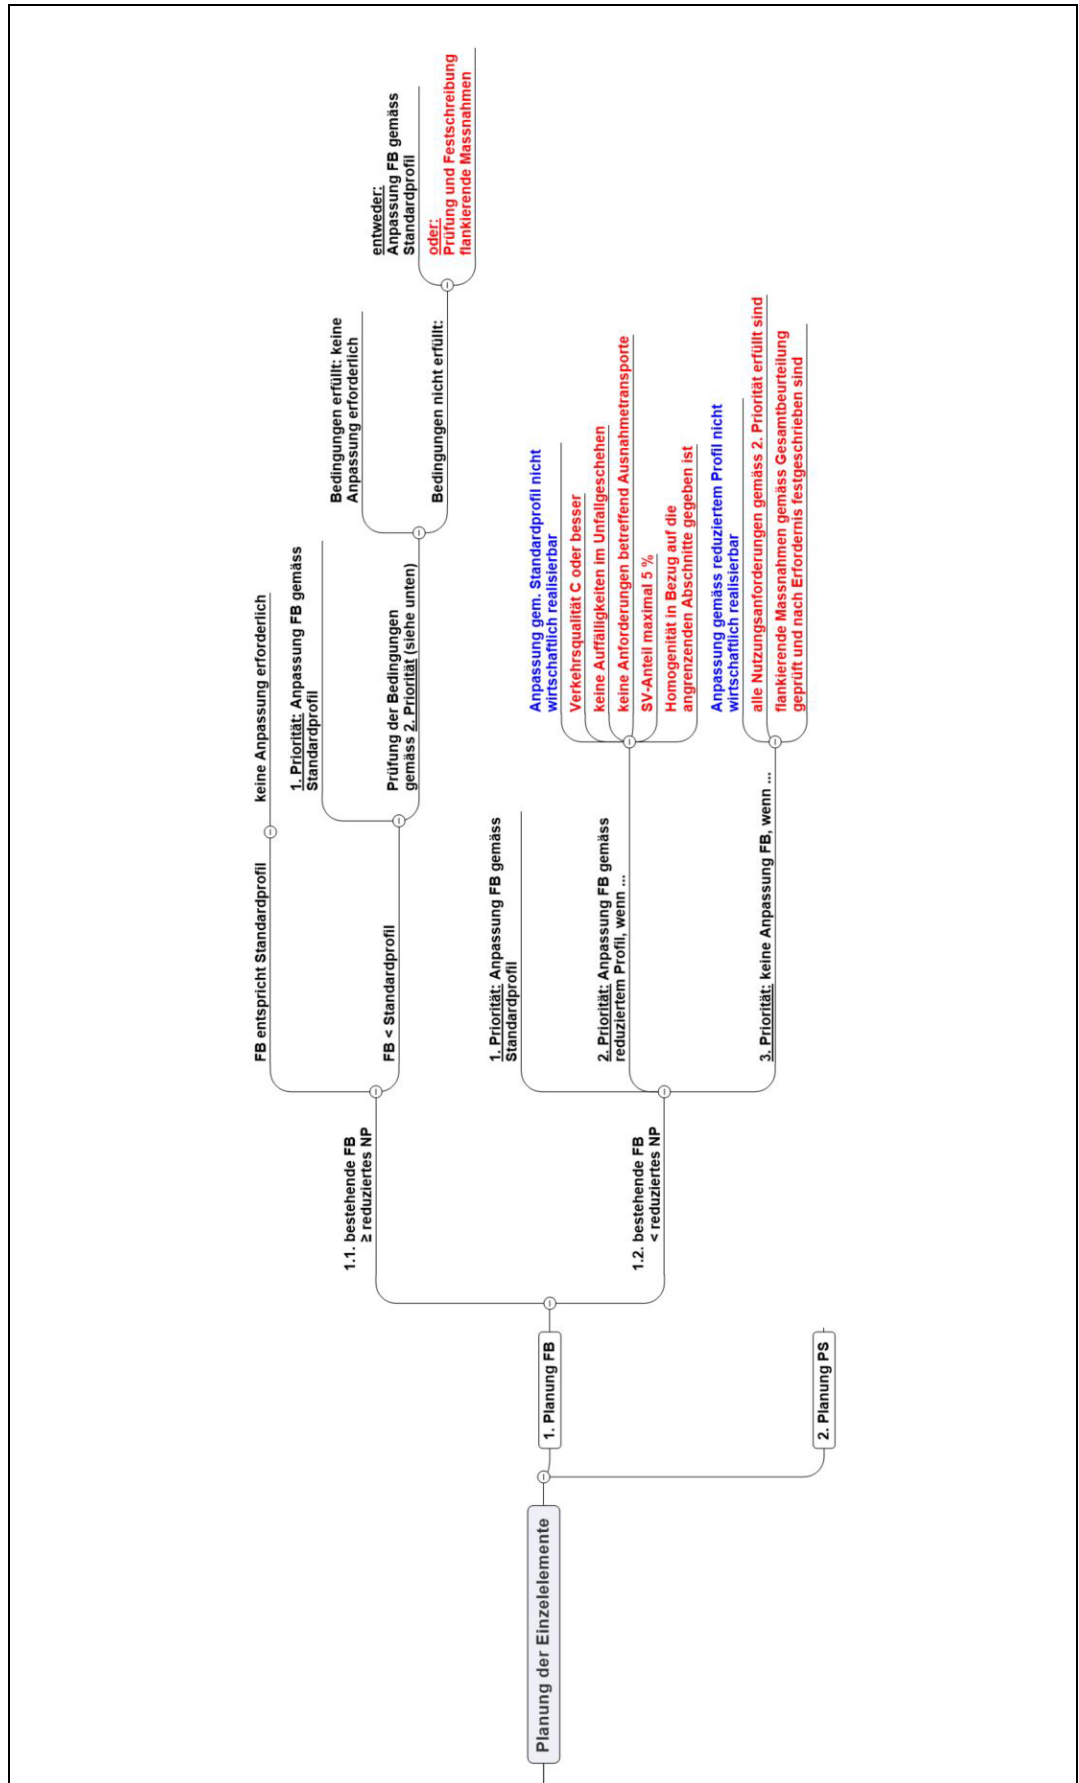 Planung der Einzelelemente
1. Planung FB
1.1. bestehende FB
≥ reduziertes NP
FB entspricht Standardprofil
keine Anpassung erforderlich
FB < Standardprofil
1. Priorität: Anpassung FB gemäss
Standardprofil
Prüfung der Bedingungen
gemäss 2. Priorität (siehe unten)
Bedingungen erfüllt: keine
Anpassung erforderlich
Bedingungen nicht erfüllt:
entweder:
Anpassung FB gemäss
Standardprofil
oder:
Prüfung und Festschreibung
flankierende Massnahmen
1.2. bestehende FB
< reduziertes NP
1. Priorität: Anpassung FB gemäss
Standardprofil
2. Priorität: Anpassung FB gemäss
reduziertem Profil, wenn ...
Anpassung gem. Standardprofil nicht
wirtschaftlich realisierbar
Verkehrsqualität C oder besser
keine Auffälligkeiten im Unfallgeschehen
keine Anforderungen betreffend Ausnahmetransporte
SV-Anteil maximal 5 %
Homogenität in Bezug auf die
angrenzenden Abschnitte gegeben ist
3. Priorität: keine Anpassung FB, wenn ...
Anpassung gemäss reduziertem Profil nicht
wirtschaftlich realisierbar
alle Nutzungsanforderungen gemäss 2. Priorität erfüllt sind
flankierende Massnahmen gemäss Gesamtbeurteilung
geprüft und nach Erfordernis festgeschrieben sind
2. Planung PS